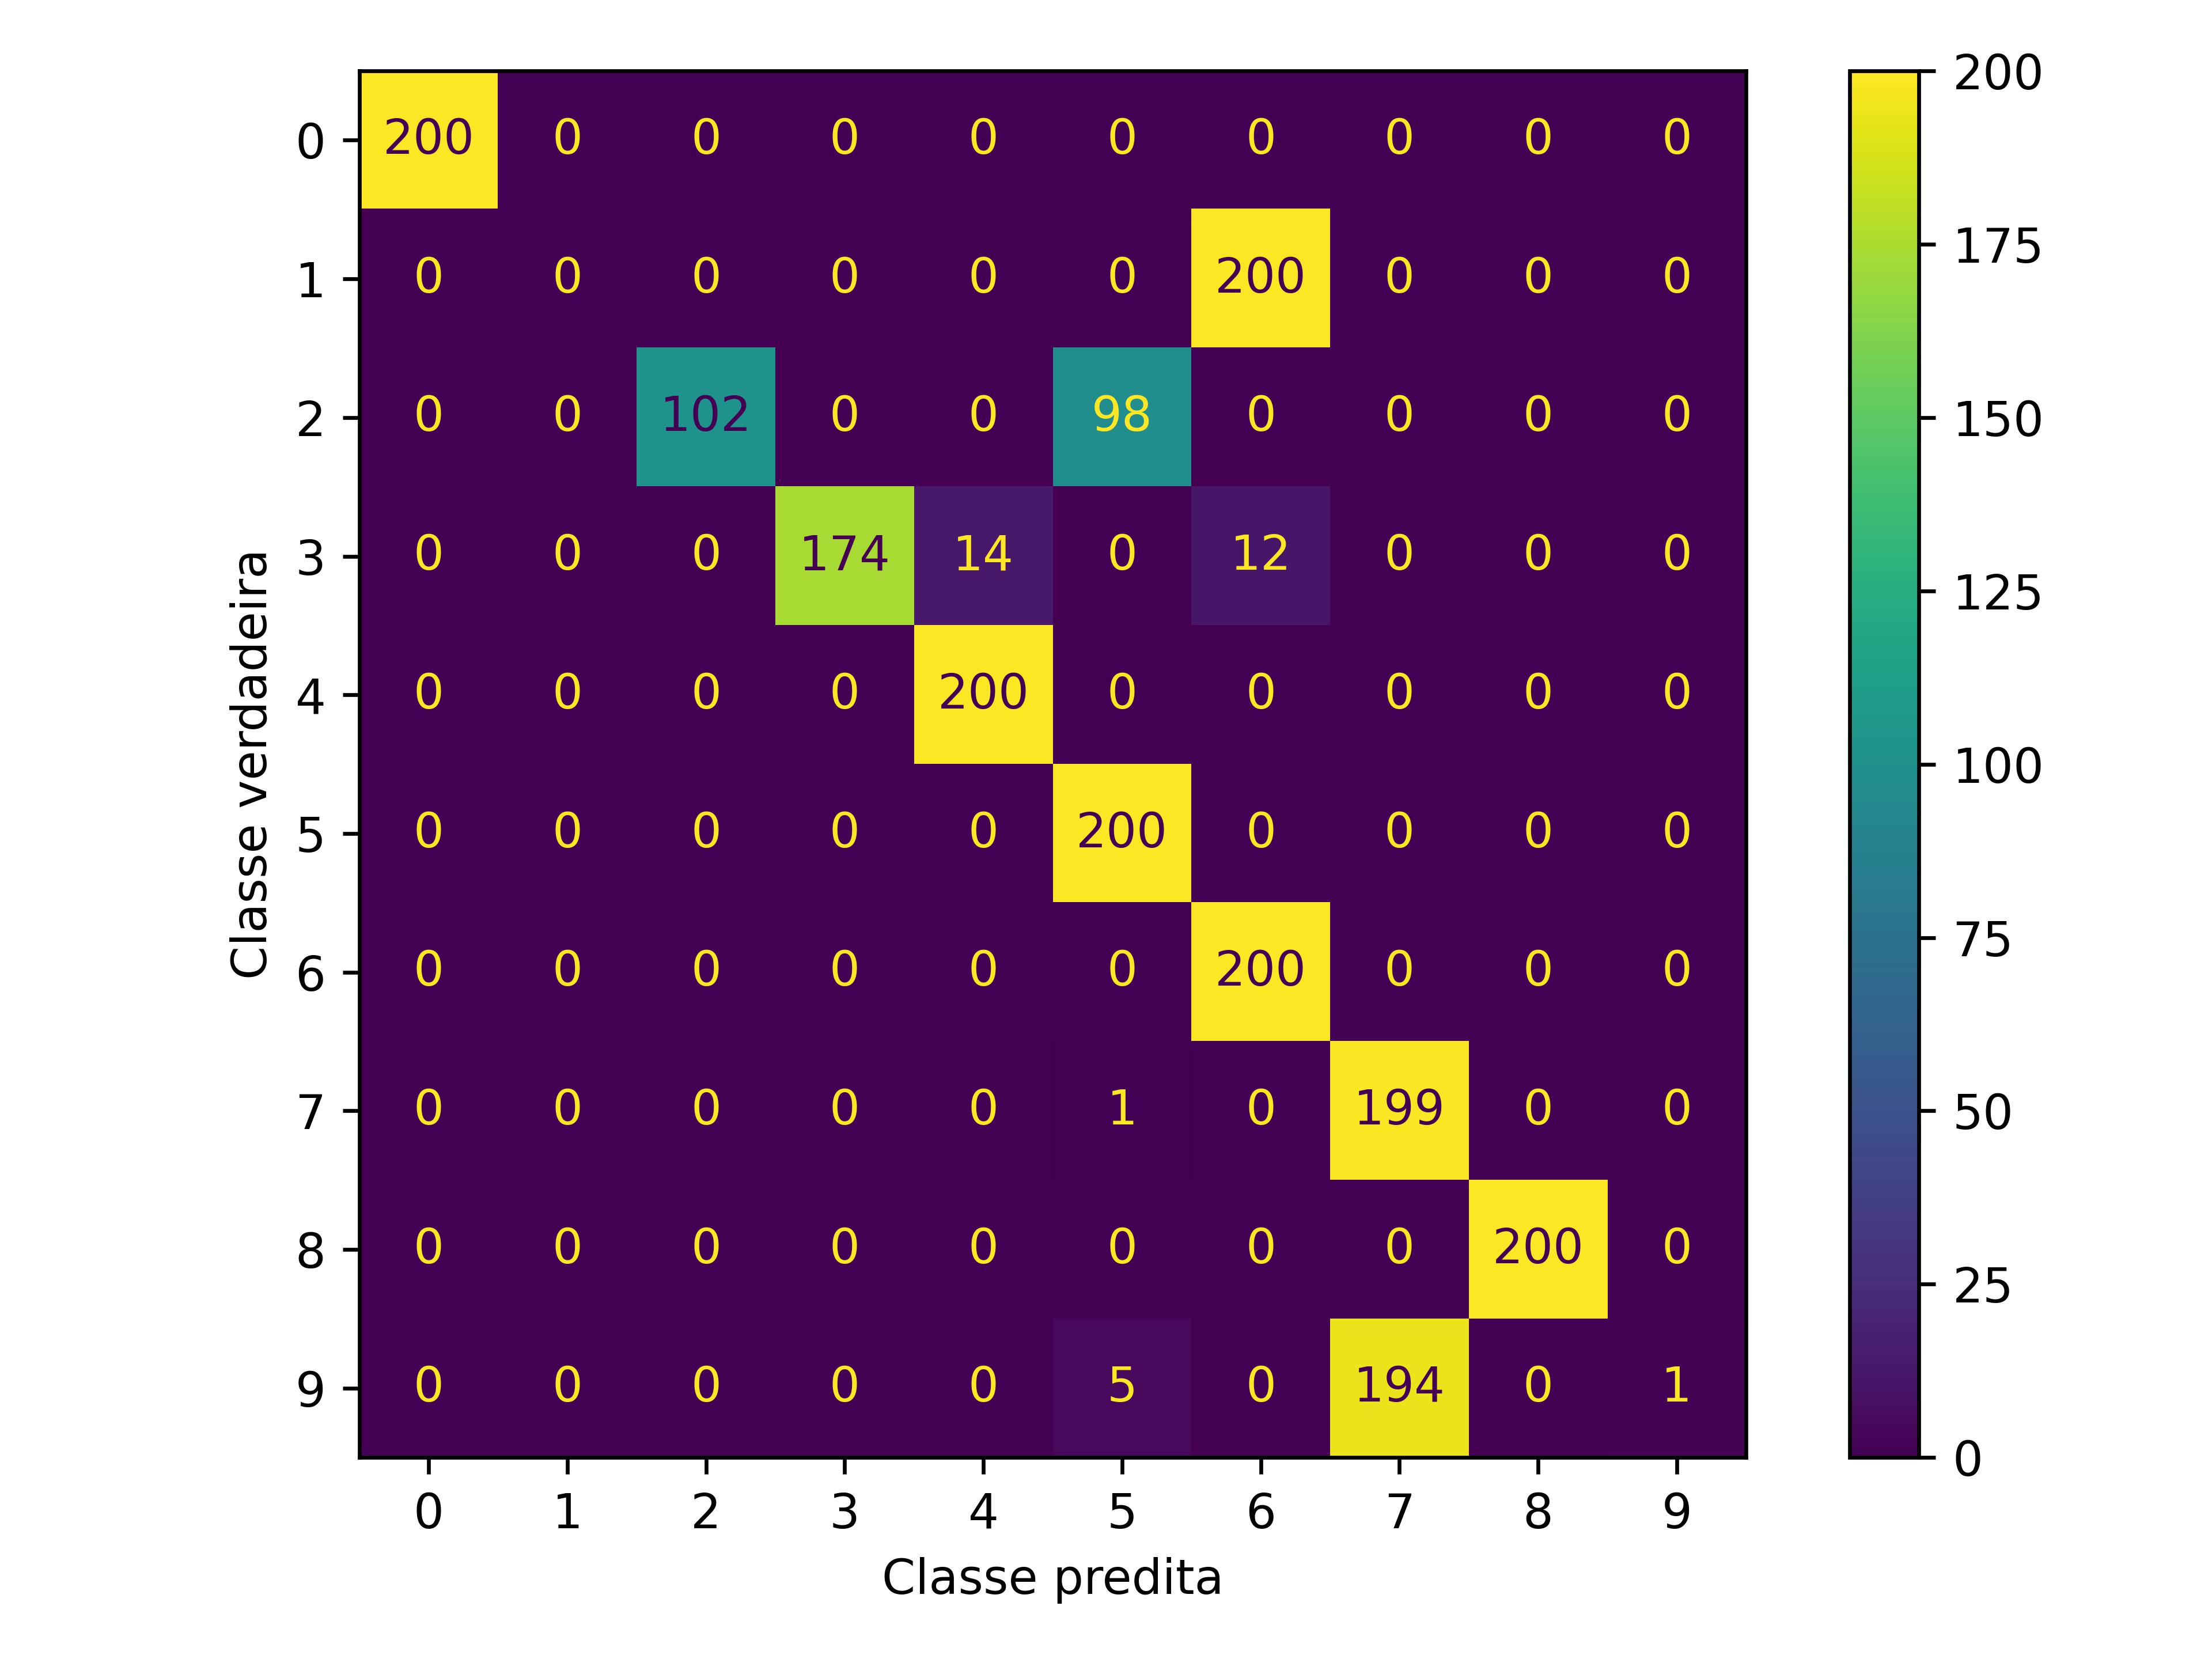 0 200 0 0 0 0 0 0 0 0 0
1 0 0 0 0 0 0 200 0 0 0
2 0 0 102 0 0 98 0 0 0 0
3 0 0 0 174 14 0 12 0 0 0
4 0 0 0 0 200 0 0 0 0 0
5 0 0 0 0 0 200 0 0 0 0
6 0 0 0 0 0 0 200 0 0 0
7 0 0 0 0 0 1 0 199 0 0
8 0 0 0 0 0 0 0 0 200 0
9 0 0 0 0 0 5 0 194 0 1
0 1 2 3 4 5 6 7 8 9
Classe predita
Classe verdadeira
200
175
150
125
100
75
50
25
0